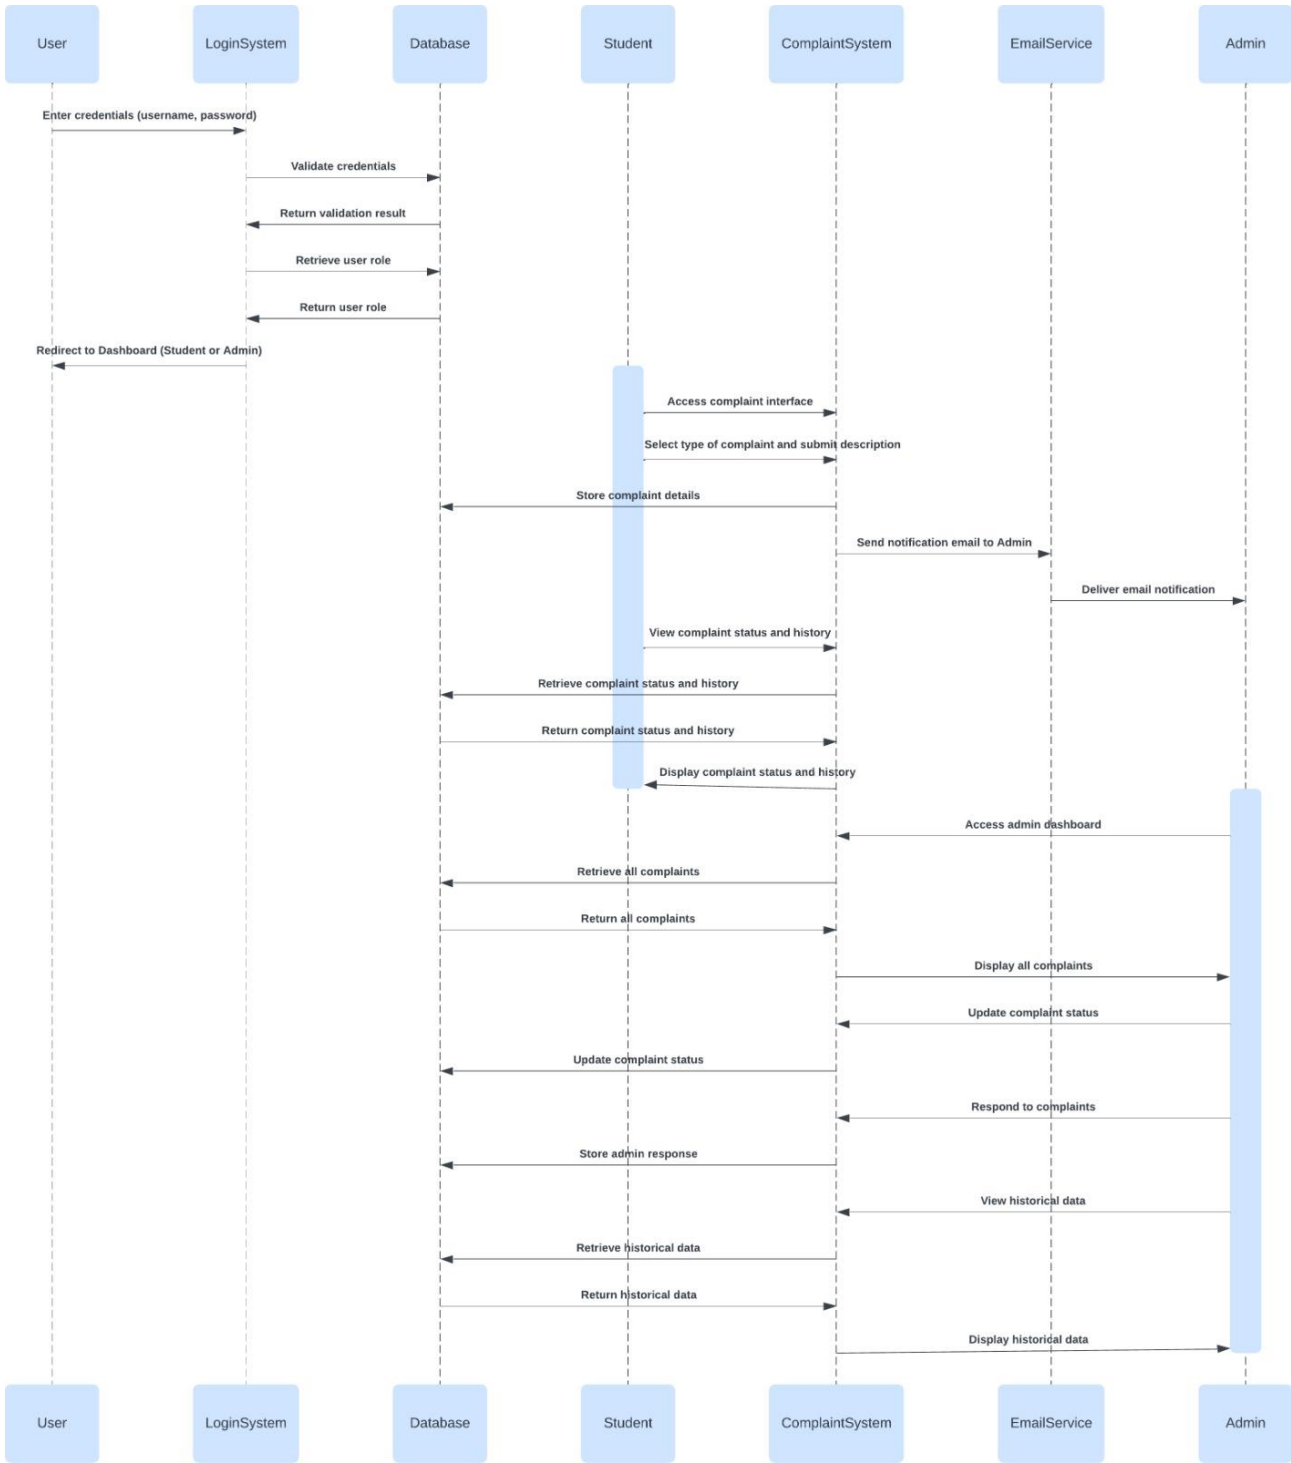 User
LoginSystem
Database
Student
ComplaintSystem
EmailService
Admin
Enter credentials (username, password)
Validate credentials
Return validation result
Retrieve user role
Return user role
Redirect to Dashboard (Student or Admin)
Access complaint interface
Select type of complaint and submit description
Store complaint details
Send notification email to Admin
Deliver email notification
View complaint status and history
Retrieve complaint status and history
Return complaint status and history
Display complaint status and history
Access admin dashboard
Retrieve all complaints
Return all complaints
Display all complaints
Update complaint status
Update complaint status
Respond to complaints
Store admin response
View historical data
Retrieve historical data
Return historical data
Display historical data
User
LoginSystem
Database
Student
ComplaintSystem
EmailService
Admin